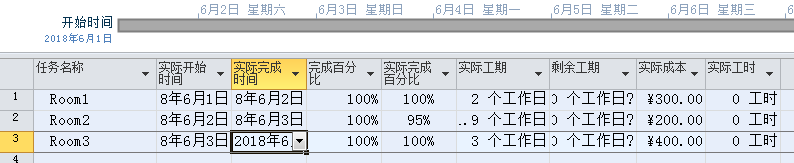 6月2日 星期六 6月3日 星期日 6月4日 星期一 6月5日 星期二 6月6日 星期三
开始时间
2018年6月1日
任务名称 实际开始时间 实际完成时间 完成百分比 实际完成百分比 实际工期 剩余工期 实际成本 实际工时
1 Room1 8年6月1日 8年6月2日 100% 100% 2 个工作日 0 个工作日? ¥300.00 0 工时
2 Room2 8年6月2日 8年6月3日 100% 95% ..9 个工作日 0 个工作日? ¥200.00 0 工时
3 Room3 8年6月3日 2018年6. 100% 100% 3 个工作日 0 个工作日? ¥400.00 0 工时